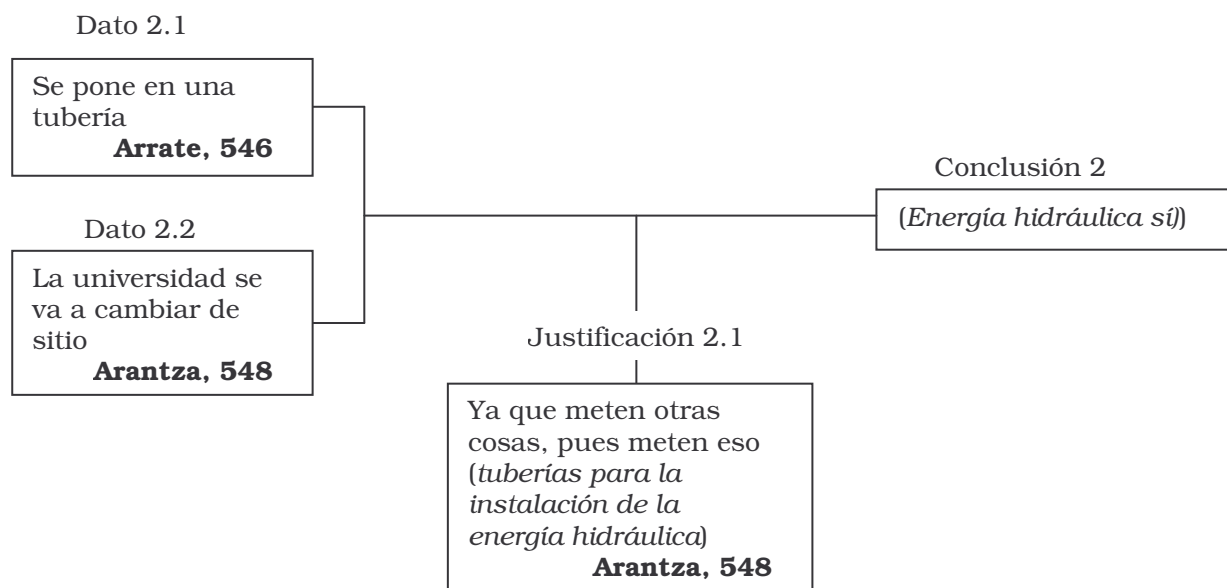 Dato 2.1
Se pone en una
tubería
Arrate, 546
Dato 2.2
La universidad se
va a cambiar de
sitio
Arantza, 548
Conclusión 2
(Energía hidráulica sí))
Justificación 2.1
Ya que meten otras
cosas, pues meten eso
(tuberías para la
instalación de la
energía hidráulica)
Arantza, 548